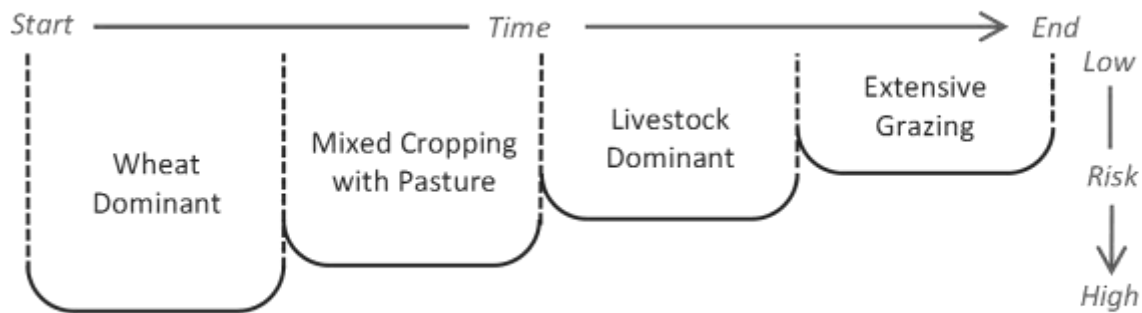 Start
Time
End
Low
Extensive
Grazing
Livestock
Dominant
Mixed Cropping
with Pasture
Wheat
Dominant
Risk
High